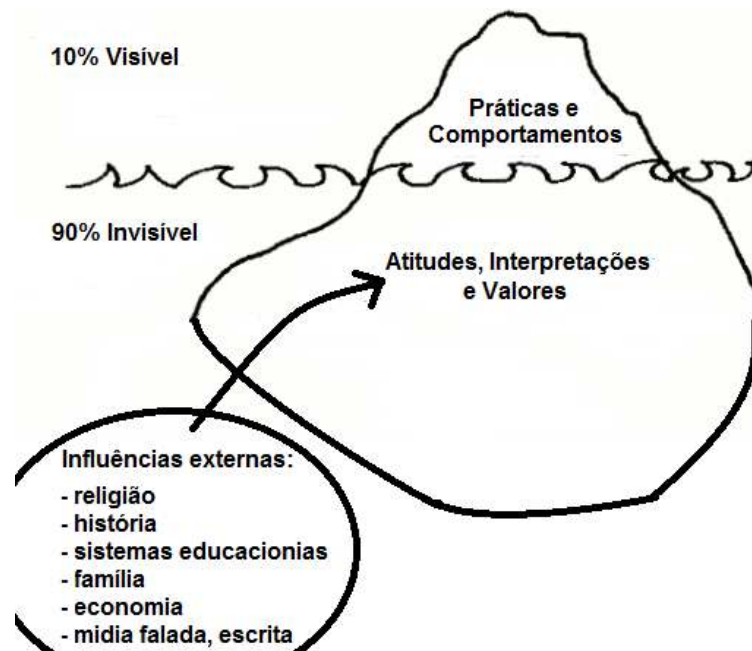 10% Visível
Práticas e
Comportamentos
90% Invisível
Atitudes, Interpretações
e Valores
Influências externas:
- religião
- história
- sistemas educacionias
- família
- economia
- midia falada, escrita